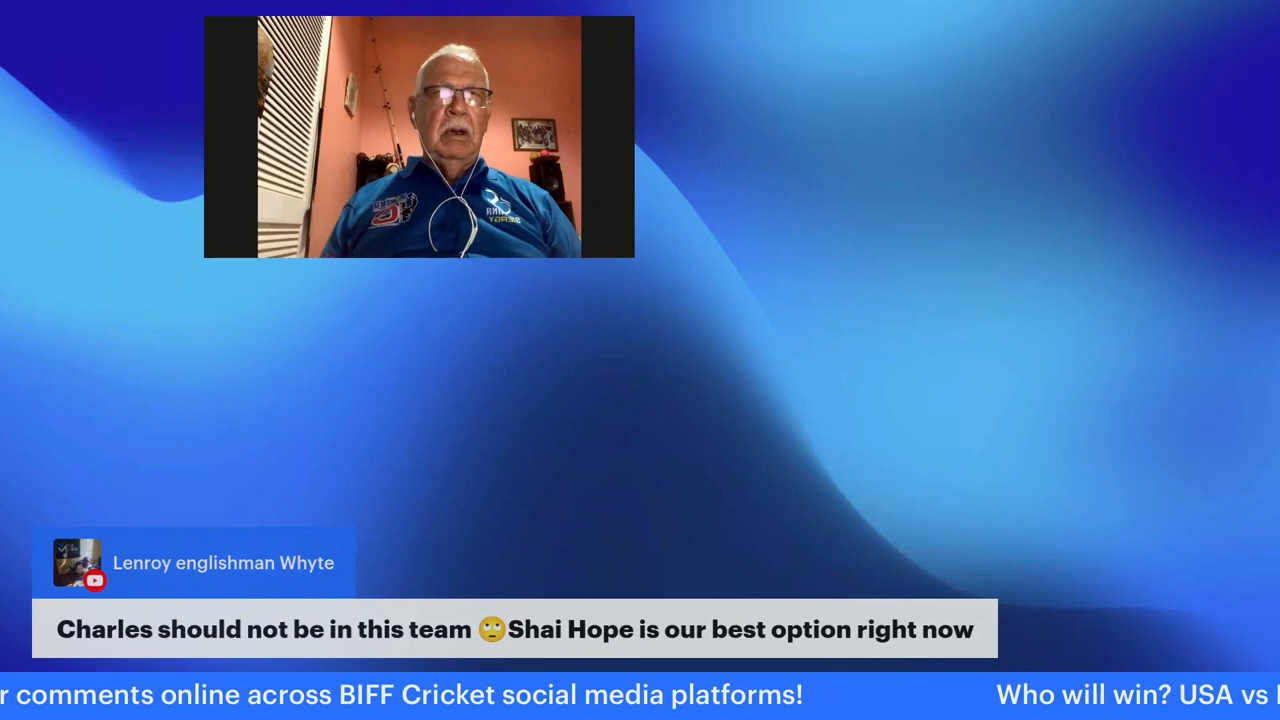 Lenroy englishman Whyte
Charles should not be in this team 🙄Shai Hope is our best option right now
r comments online across BIFF Cricket social media platforms! Who will win? USA vs